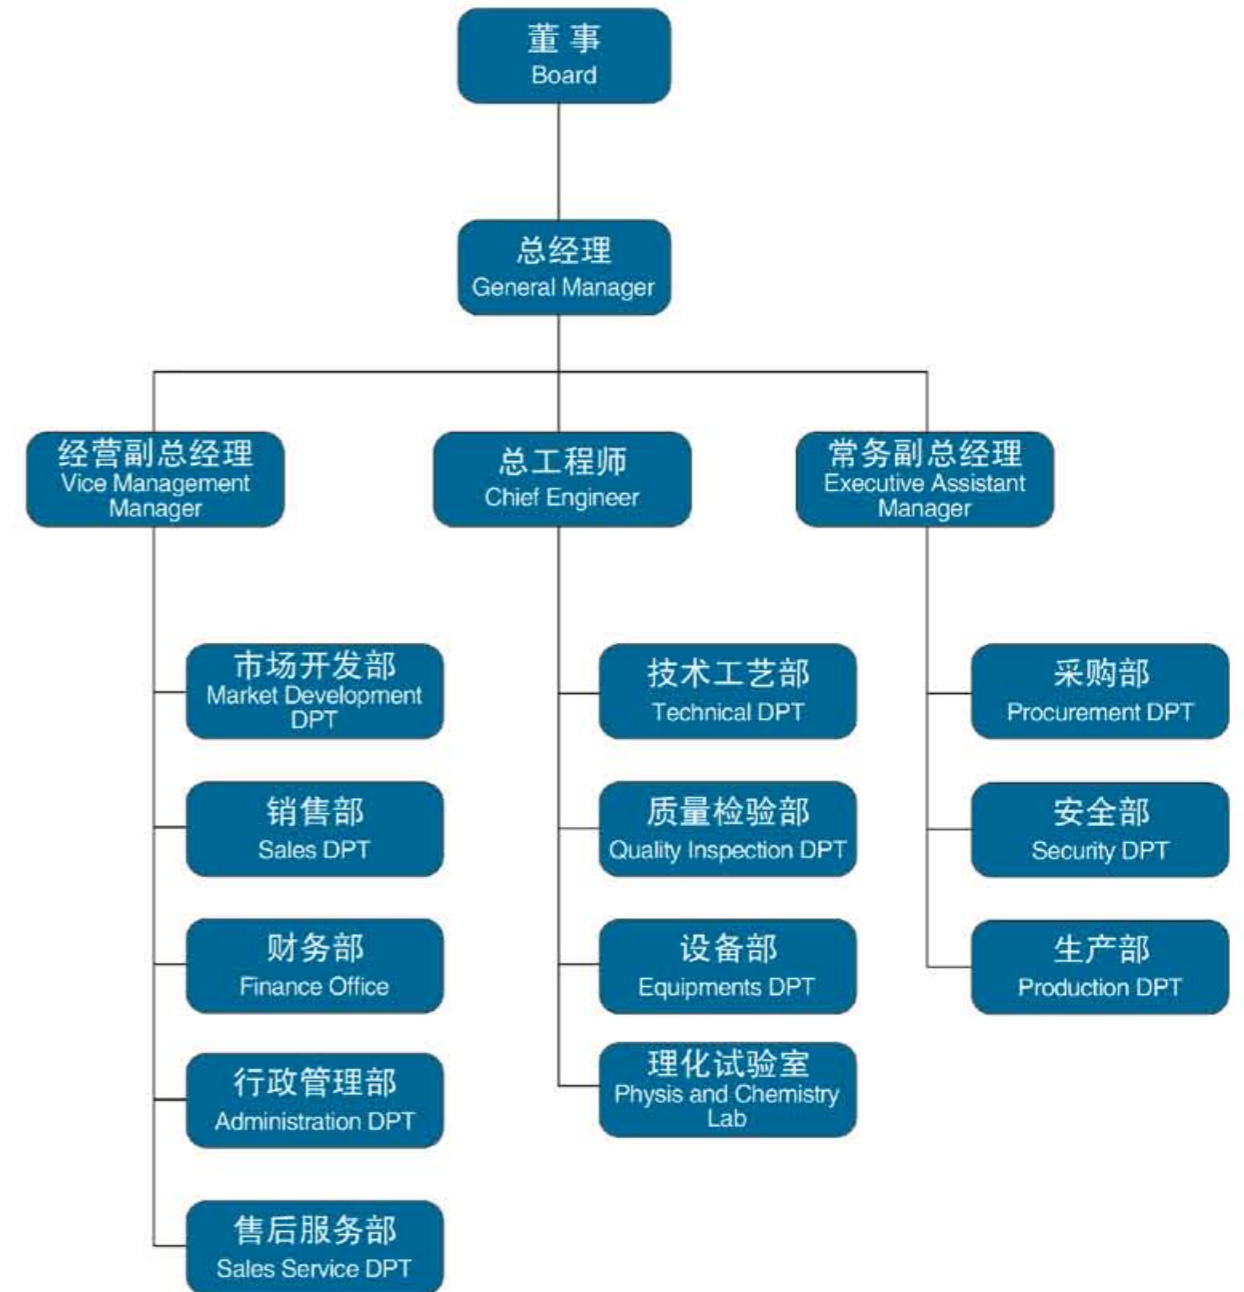 董 事
Board
总经理
General Manager
经营副总经理
Vice Management
Manager
总工程师
Chief Engineer
常务副总经理
Executive Assistant
Manager
市场开发部
Market Development
DPT
销售部
Sales DPT
财务部
Finance Office
行政管理部
Administration DPT
售后服务部
Sales Service DPT
技术工艺部
Technical DPT
质量检验部
Quality Inspection DPT
设备部
Equipments DPT
理化试验室
Physis and Chemistry
Lab
采购部
Procurement DPT
安全部
Security DPT
生产部
Production DPT